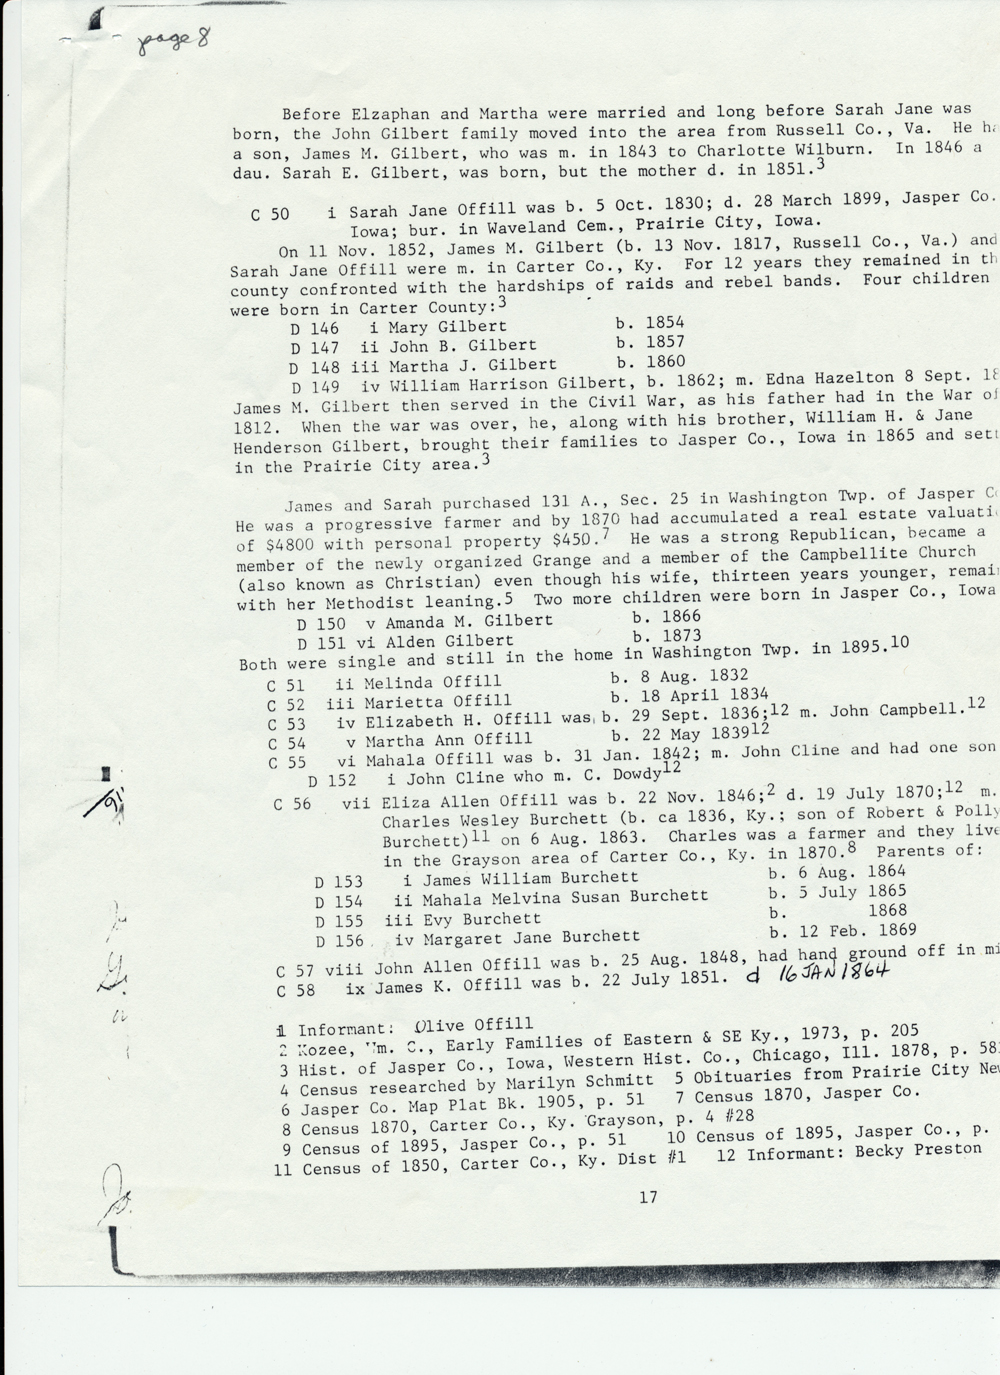 page 8
Before Elzaphan and Martha were married and long before Sarah Jane was
born, the John Gilbert family moved into the area from Russell Co., Va. He ha
a son, James M. Gilbert, who was m. in 1843 to Charlotte Wilburn. In 1846 a
dau. Sarah E. Gilbert, was born, but the mother d. in 1851.3
C 50 i Sarah Jane Offill was b. 5 Oct. 1830; d. 28 March 1899, Jasper Co.
Iowa; bur. in Waveland Cem., Prairie City, Iowa.
On 11 Nov. 1852, James M. Gilbert (b. 13 Nov. 1817, Russell Co., Va.) and
Sarah Jane Offill were m. in Carter Co., Ky. For 12 years they remained in th
county confronted with the hardships of raids and rebel bands. Four children
were born in Carter County:3
D 146 i Mary Gilbert b. 1854
D 147 ii John B. Gilbert b. 1857
D 148 iii Martha J. Gilbert b. 1860
D 149 iv William Harrison Gilbert, b. 1862; m. Edna Hazelton 8 Sept. 18
James M. Gilbert then served in the Civil War, as his father had in the War of
1812. When the war was over, he, along with his brother, William H. & Jane
Henderson Gilbert, brought their families to Jasper Co., Iowa in 1865 and sett
in the Prairie City area.3
James and Sarah purchased 131 A., Sec. 25 in Washington Twp. of Jasper Co
He was a progressive farmer and by 1870 had accumulated a real estate valuati
of $4800 with personal property $450.7 He was a strong Republican, became a
member of the newly organized Grange and a member of the Campbellite Church
(also known as Christian) even though his wife, thirteen years younger, remai
with her Methodist leaning.5 Two more children were born in Jasper Co., Iowa
D 150 v Amanda M. Gilbert b. 1866
D 151 vi Alden Gilbert b. 1873
Both were single and still in the home in Washington Twp. in 1895.10
C 51 ii Melinda Offill b. 8 Aug. 1832
C 52 iii Marietta Offill b. 18 April 1834
C 53 iv Elizabeth H. Offill was b. 29 Sept. 1836;12 m. John Campbell.12
C 54 v Martha Ann Offill b. 22 May 183912
C 55 vi Mahala Offill was b. 31 Jan. 1842; m. John Cline and had one son
D 152 i John Cline who m. C. Dowdy12
C 56 vii Eliza Allen Offill was b. 22 Nov. 1846;2 d. 19 July 1870;12 m.
Charles Wesley Burchett (b. ca 1836, Ky.; son of Robert & Polly
Burchett)11 on 6 Aug. 1863. Charles was a farmer and they live
in the Grayson area of Carter Co., Ky. in 1870.8 Parents of:
D 153 i James William Burchett b. 6 Aug. 1864
D 154 ii Mahala Melvina Susan Burchett b. 5 July 1865
D 155 iii Evy Burchett b. 1868
D 156 iv Margaret Jane Burchett b. 12 Feb. 1869
C 57 viii John Allen Offill was b. 25 Aug. 1848, had hand ground off in mi
C 58 ix James K. Offill was b. 22 July 1851. d 16 JAN 1864
1 Informant: Olive Offill
2 Kozee, Wm. C., Early Families of Eastern & SE Ky., 1973, p. 205
3 Hist. of Jasper Co., Iowa, Western Hist. Co., Chicago, Ill. 1878, p. 58
4 Census researched by Marilyn Schmitt 5 Obituaries from Prairie City New
6 Jasper Co. Map Plat Bk. 1905, p. 51 7 Census 1870, Jasper Co.
8 Census 1870, Carter Co., Ky. Grayson, p. 4 #28
9 Census of 1895, Jasper Co., p. 51 10 Census of 1895, Jasper Co., p.
11 Census of 1850, Carter Co., Ky. Dist #1 12 Informant: Becky Preston
17